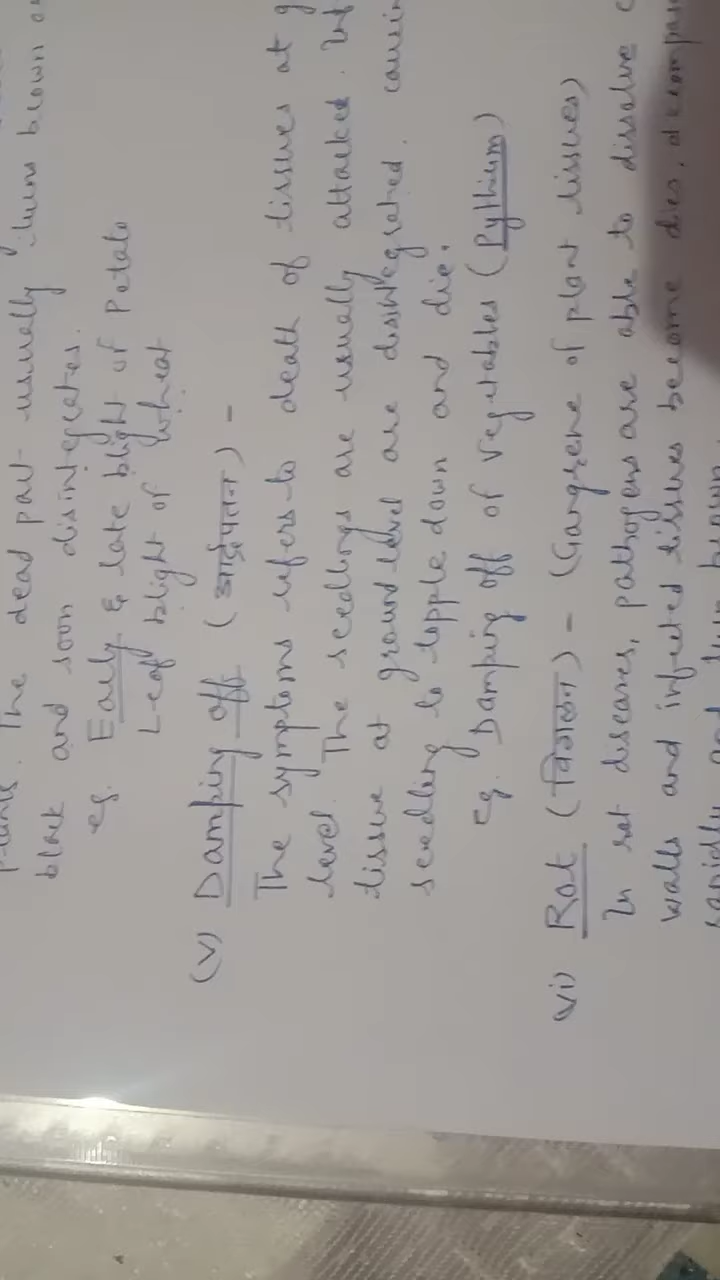 The dead part usually turns brown or
black and soon disintegrates.
eg. Early & late blight of Potato
Leaf blight of wheat
(v) Damping off (आर्द्रपतन) -
The symptoms refers to death of tissues at
level. The seedlings are usually attacked.
tissue at ground level are disintegrated.
seedling to topple down and die.
Eg. Damping off of vegetables (Pythium)
(vi) Rot (विगलन) - (Gangrene of plant tissues)
In rot diseases, pathogens are able to dissolve
walls and infected tissues become dies,
rapidly and turn brown.